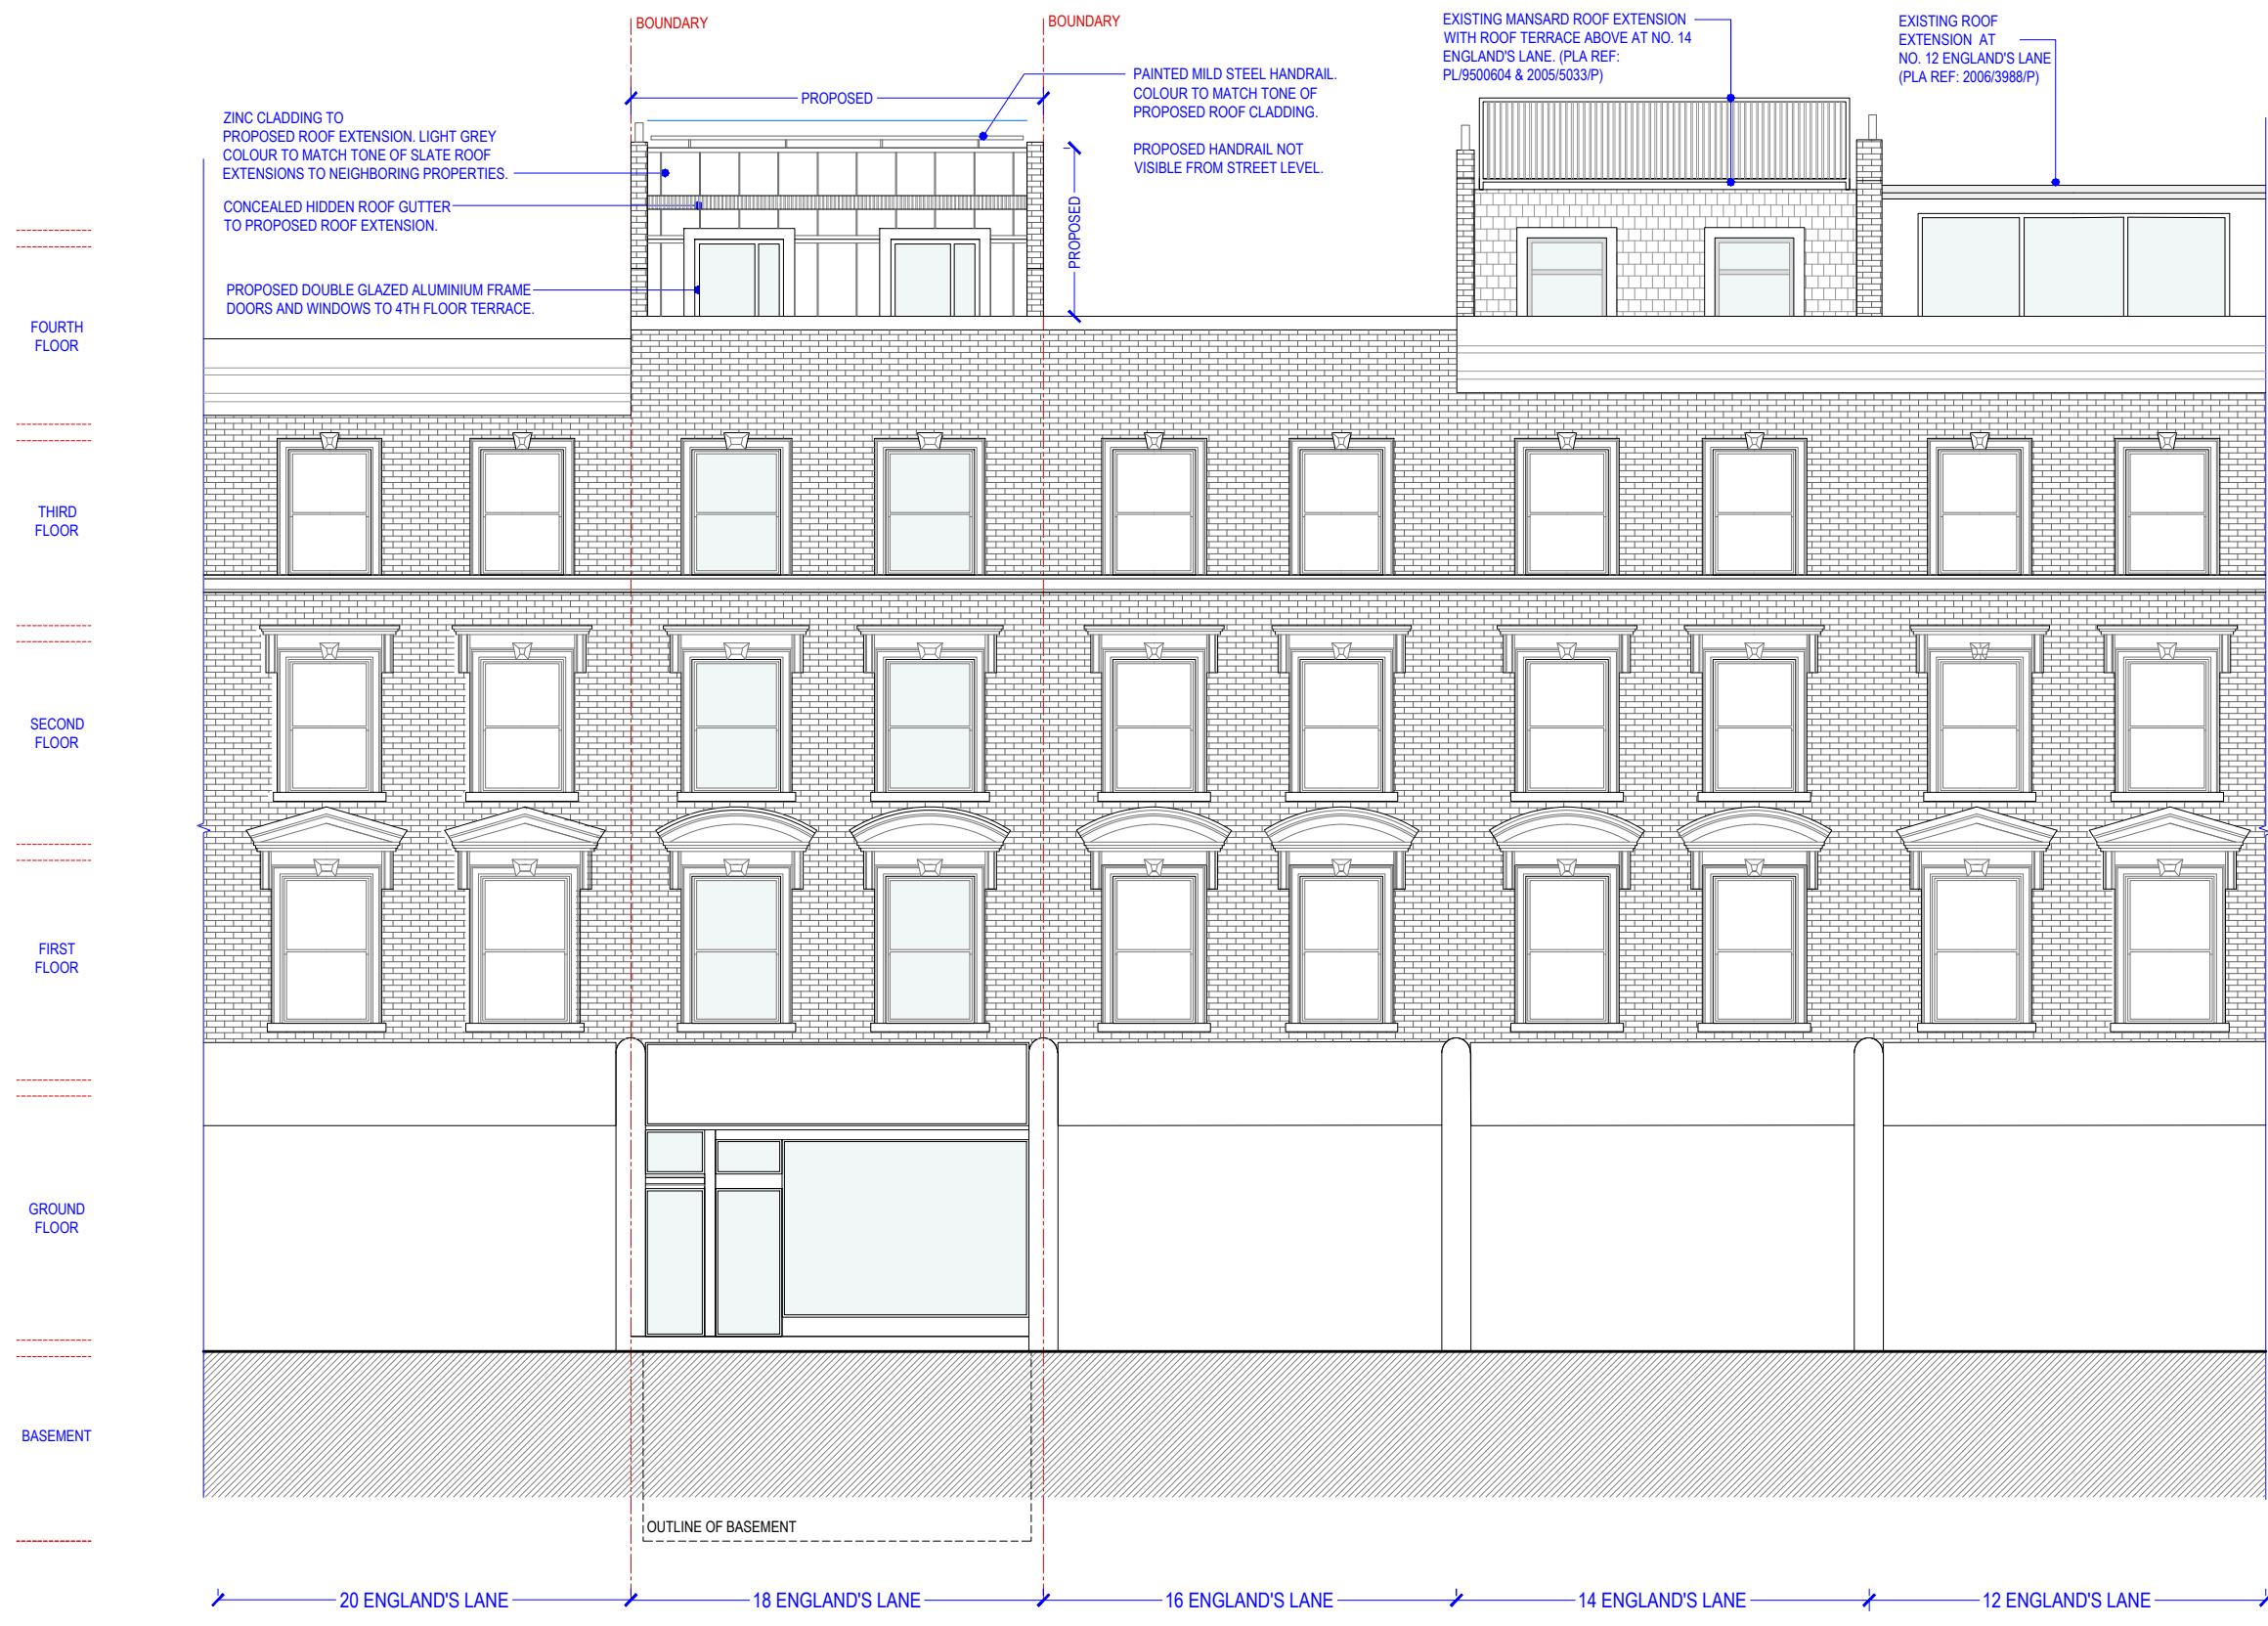 BOUNDARY
BOUNDARY
EXISTING MANSARD ROOF EXTENSION
WITH ROOF TERRACE ABOVE AT NO. 14
ENGLAND'S LANE. (PLA REF:
PL/9500604 & 2005/5033/P)
EXISTING ROOF
EXTENSION AT
NO. 12 ENGLAND'S LANE
(PLA REF: 2006/3988/P)
PROPOSED
PAINTED MILD STEEL HANDRAIL.
COLOUR TO MATCH TONE OF
PROPOSED ROOF CLADDING.
PROPOSED HANDRAIL NOT
VISIBLE FROM STREET LEVEL.
ZINC CLADDING TO
PROPOSED ROOF EXTENSION. LIGHT GREY
COLOUR TO MATCH TONE OF SLATE ROOF
EXTENSIONS TO NEIGHBORING PROPERTIES.
CONCEALED HIDDEN ROOF GUTTER
TO PROPOSED ROOF EXTENSION.
PROPOSED
PROPOSED DOUBLE GLAZED ALUMINIUM FRAME
DOORS AND WINDOWS TO 4TH FLOOR TERRACE.
FOURTH
FLOOR
THIRD
FLOOR
SECOND
FLOOR
FIRST
FLOOR
GROUND
FLOOR
BASEMENT
OUTLINE OF BASEMENT
20 ENGLAND'S LANE
18 ENGLAND'S LANE
16 ENGLAND'S LANE
14 ENGLAND'S LANE
12 ENGLAND'S LANE